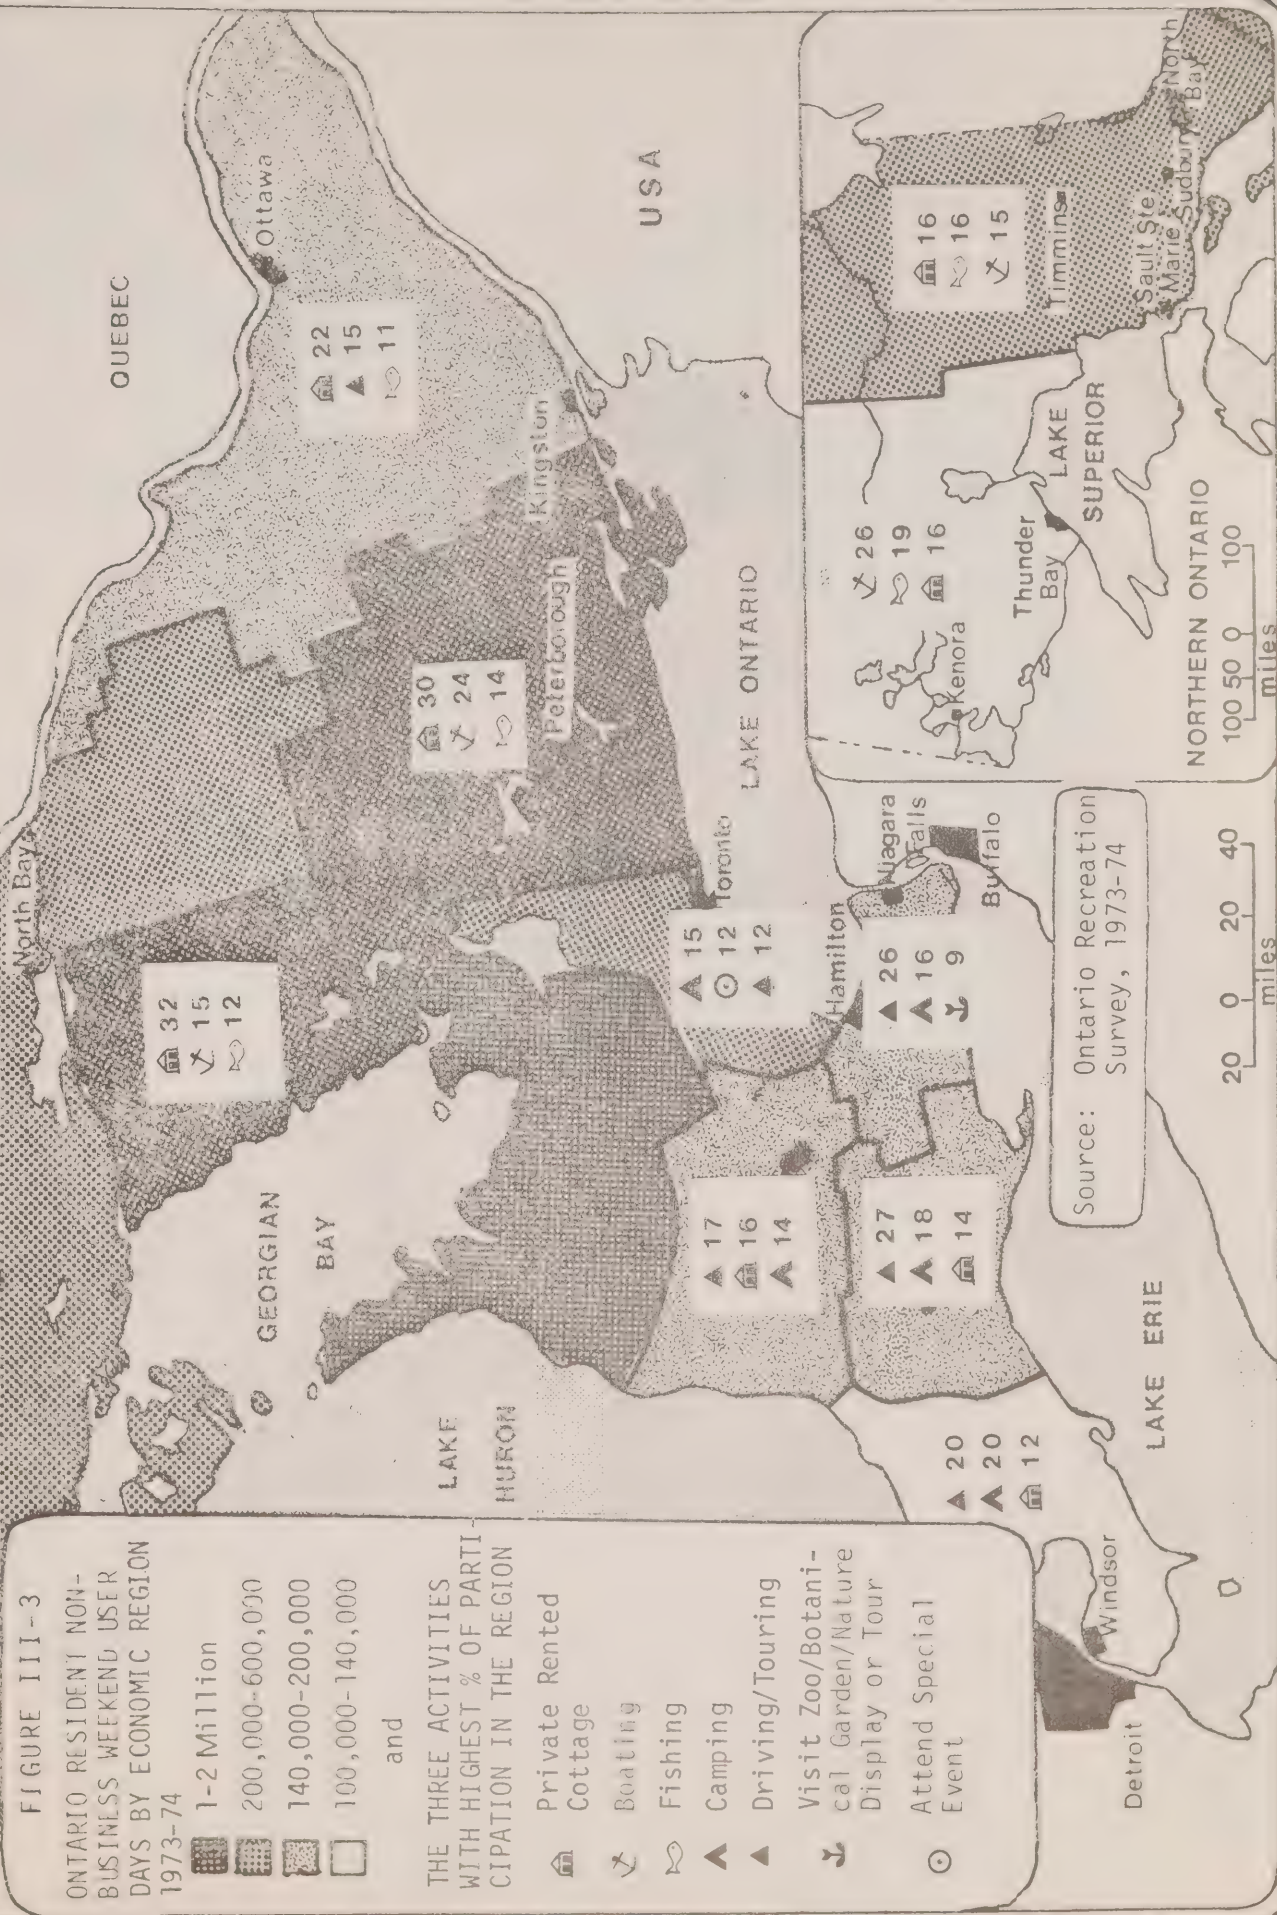 FIGURE III-3
ONTARIO RESIDENT NON-
BUSINESS WEEKEND USER
DAYS BY ECONOMIC REGION
1973-74
1-2 Million
200,000-600,000
140,000-200,000
100,000-140,000
and
THE THREE ACTIVITIES
WITH HIGHEST % OF PARTI-
CIPATION IN THE REGION
Private Rented
Cottage
Boating
Fishing
Camping
Driving/Touring
Visit Zoo/Botani-
cal Garden/Nature
Display or Tour
Attend Special
Event
Detroit
Windsor
20
20
12
LAKE ERIE
LAKE
HURON
GEORGIAN
BAY
17
16
14
27
18
14
North Bay
32
15
12
15
12
12
Toronto
Hamilton
26
16
9
Niagara
Falls
Buffalo
LAKE ONTARIO
30
24
14
Peterborough
Kingston
22
15
11
Ottawa
QUEBEC
USA
Source: Ontario Recreation
Survey, 1973-74
20 0 20 40
miles
Kenora
26
19
16
Thunder
Bay
LAKE
SUPERIOR
16
16
15
Timmins
Sault Ste.
Marie
Sudbury
North
Bay
NORTHERN ONTARIO
100 50 0 100
miles